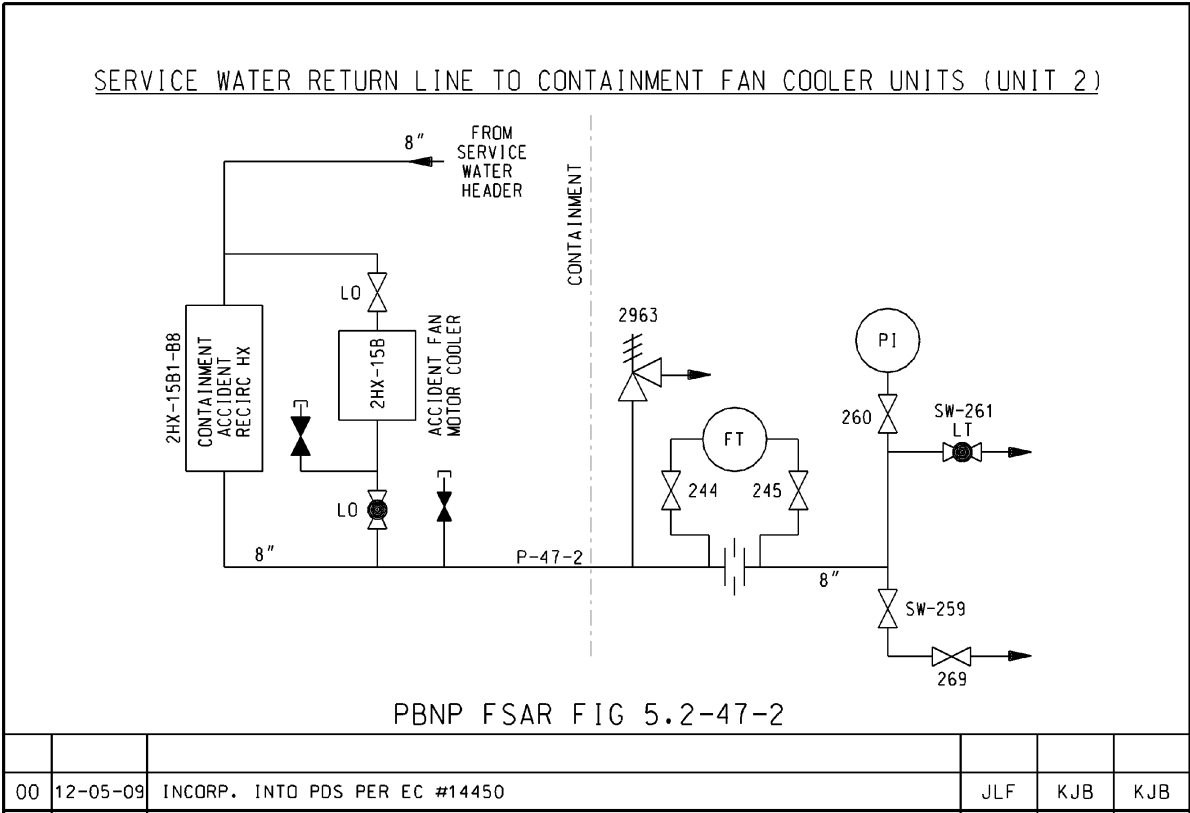 SERVICE WATER RETURN LINE TO CONTAINMENT FAN COOLER UNITS (UNIT 2)
8"
FROM
SERVICE
WATER
HEADER
CONTAINMENT
LO
2HX-15B1-B8
CONTAINMENT
ACCIDENT
RECIRC HX
2HX-15B
ACCIDENT FAN
MOTOR COOLER
2963
PI
260
SW-261
LT
FT
244
245
LO
8"
P-47-2
8"
SW-259
269
PBNP FSAR FIG 5.2-47-2
00 12-05-09 INCORP. INTO PDS PER EC #14450 JLF KJB KJB